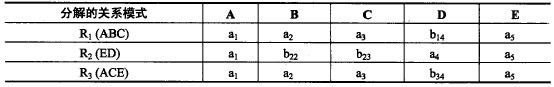 分解的关系模式 A B C D E
R₁ (ABC) a₁ a₂ a₃ b₁₄ a₅
R₂ (ED) a₁ b₂₂ b₂₃ a₄ a₅
R₃ (ACE) a₁ a₂ a₃ b₃₄ a₅